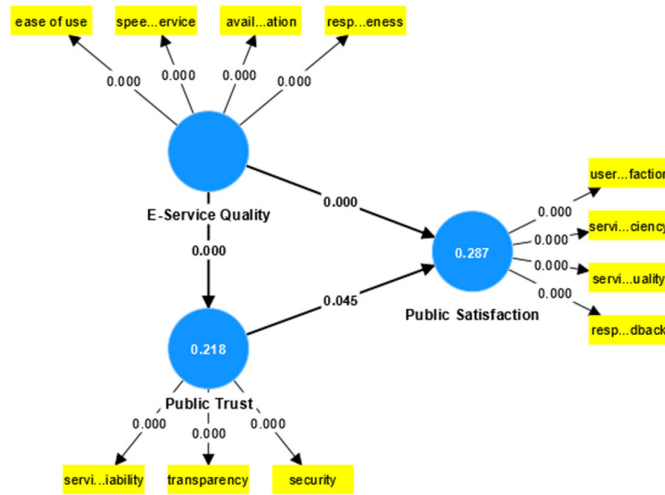 ease of use
spee...ervice
avail...ation
resp...eness
0.000
0.000
0.000
0.000
E-Service Quality
0.000
0.000
user...faction
0.000
servi...ciency
0.000
0.287
0.000
servi...uality
0.000
resp...dback
Public Satisfaction
0.045
0.218
Public Trust
0.000
0.000
0.000
servi...iability
transparency
security